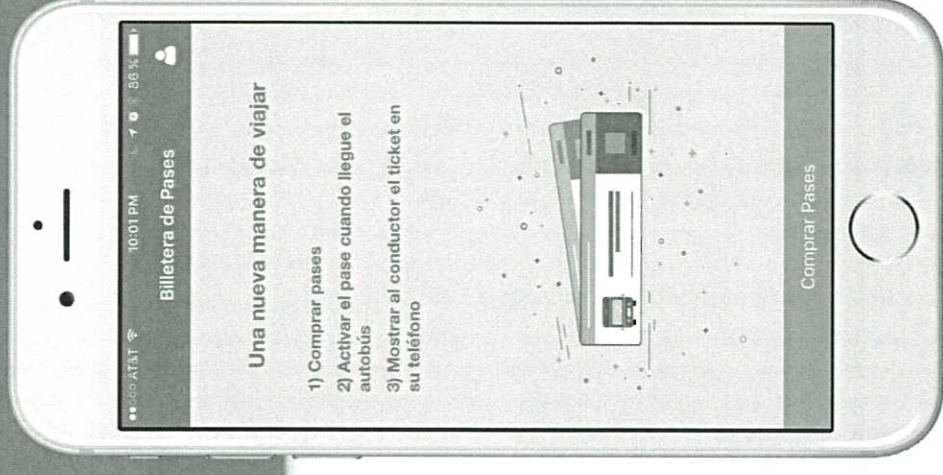 AT&T 10:01 PM 86 %
Billetera de Pases
Una nueva manera de viajar
1) Comprar pases
2) Activar el pase cuando llegue el
autobús
3) Mostrar al conductor el ticket en
su teléfono
Comprar Pases